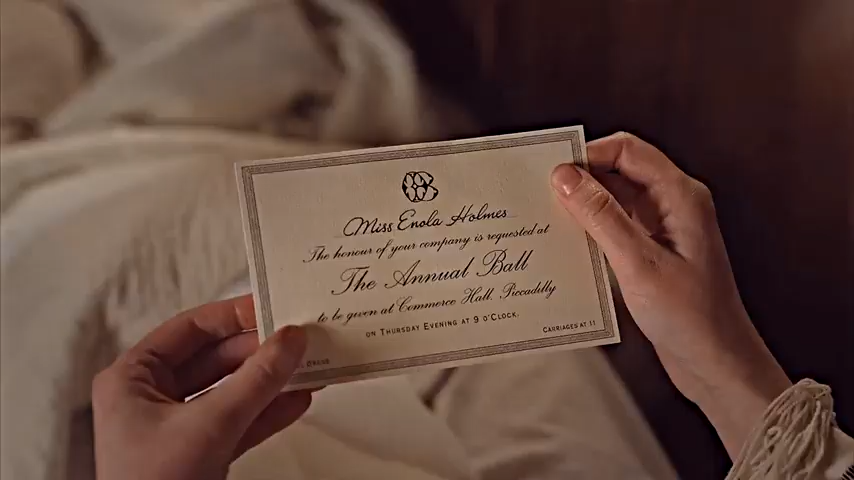 Miss Enola Holmes
The honour of your company is requested at
The Annual Ball
to be given at Commerce Hall, Piccadilly
on Thursday Evening at 9 o'clock.
Carriages at 11
Dress